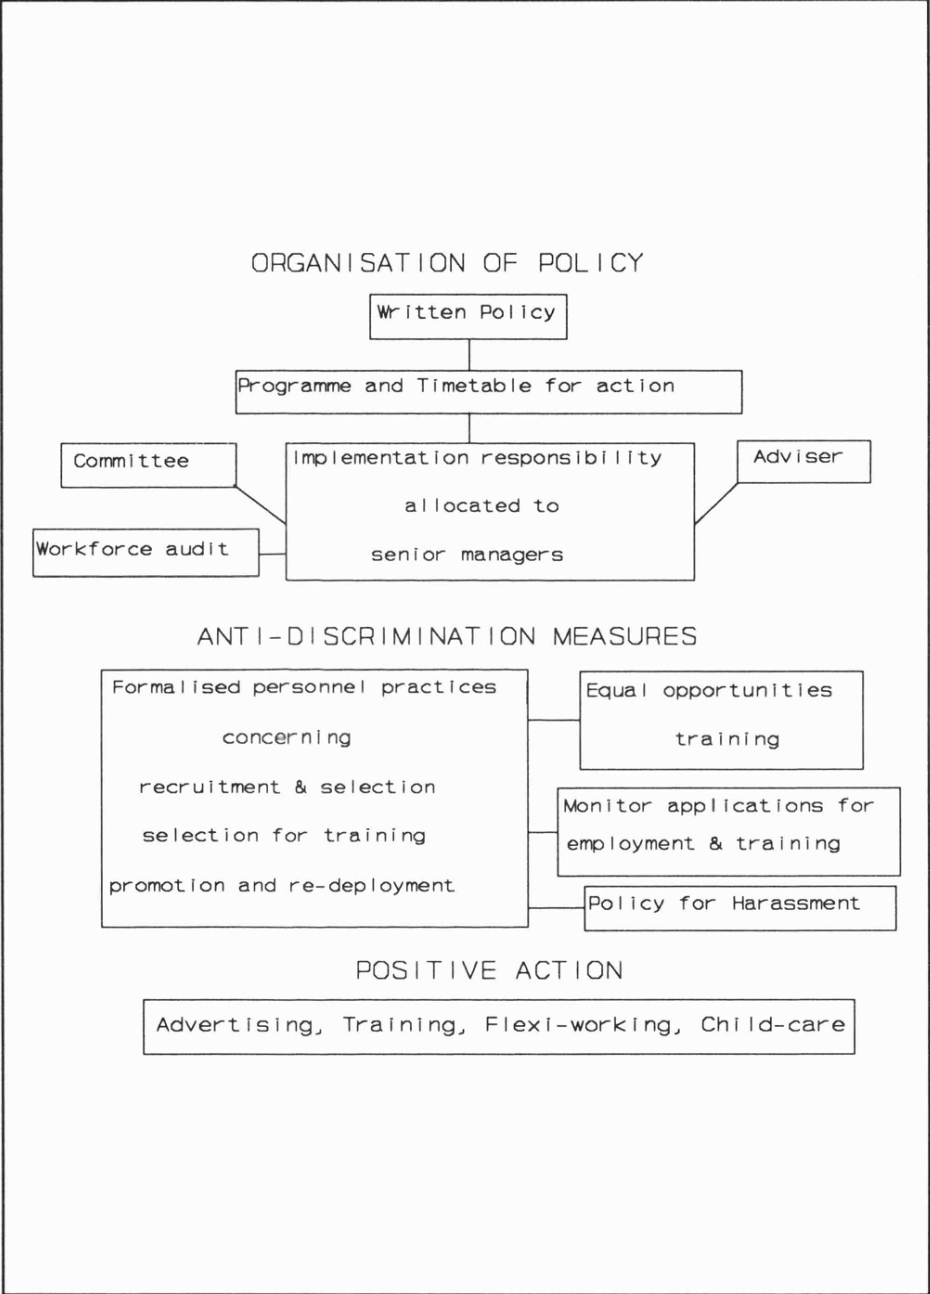 ORGANISATION OF POLICY
Written Policy
Programme and Timetable for action
Committee
Implementation responsibility
allocated to
senior managers
Adviser
Workforce audit
ANTI-DISCRIMINATION MEASURES
Formalised personnel practices
concerning
recruitment & selection
selection for training
promotion and re-deployment
Equal opportunities
training
Monitor applications for
employment & training
Policy for Harassment
POSITIVE ACTION
Advertising, Training, Flexi-working, Child-care